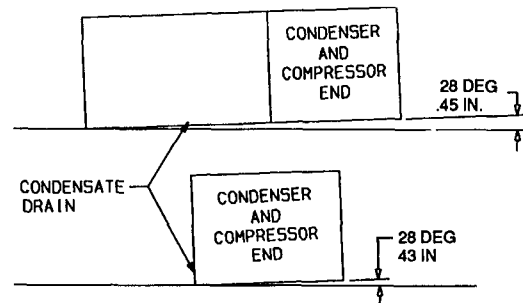 CONDENSER
AND
COMPRESSOR
END
28 DEG
.45 IN.
CONDENSATE
DRAIN
CONDENSER
AND
COMPRESSOR
END
28 DEG
43 IN